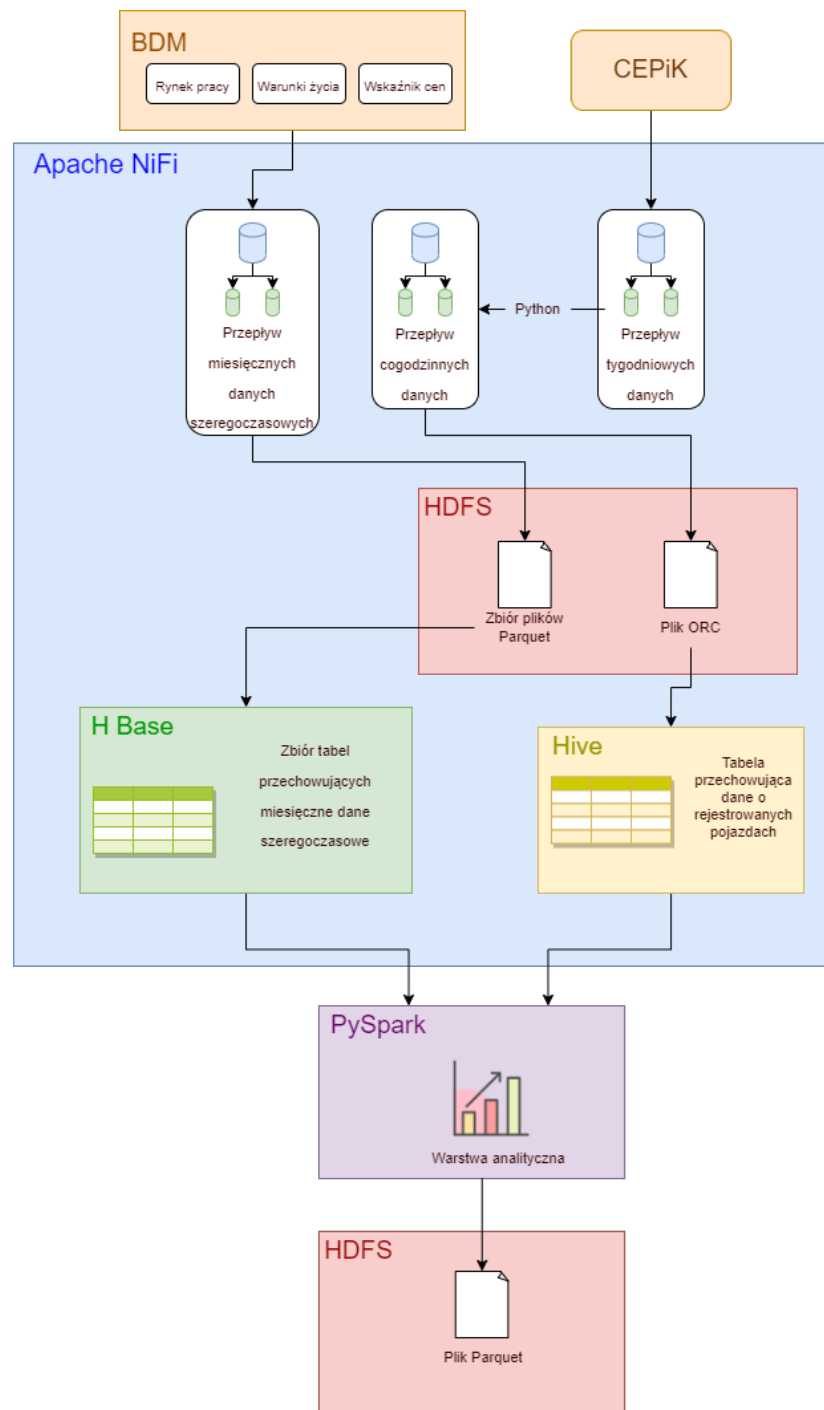 BDM
Rynek pracy
Warunki życia
Wskaźnik cen
CEPiK
Apache NiFi
Przepływ
miesięcznych
danych
szeregoczasowych
Przepływ
cogodzinnych
danych
Python
Przepływ
tygodniowych
danych
HDFS
Zbiór plików
Parquet
Plik ORC
H Base
Zbiór tabel
przechowujących
miesięczne dane
szeregoczasowe
Hive
Tabela
przechowująca
dane o
rejestrowanych
pojazdach
PySpark
Warstwa analityczna
HDFS
Plik Parquet